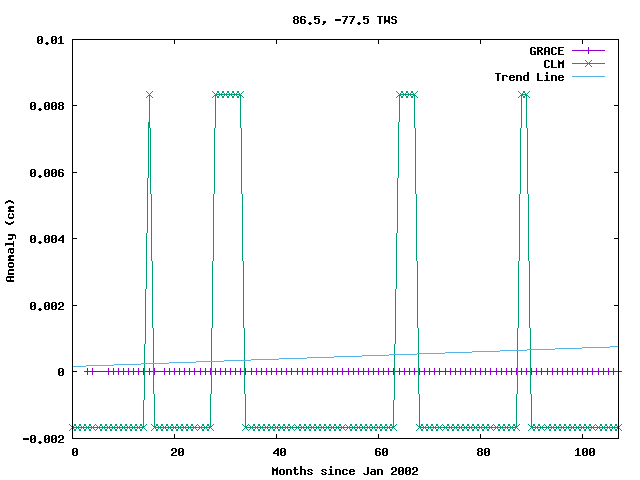 86.5, -77.5 TWS
GRACE
CLM
Trend Line
0.01
0.008
0.006
0.004
0.002
0
-0.002
Anomaly (cm)
0 20 40 60 80 100
Months since Jan 2002